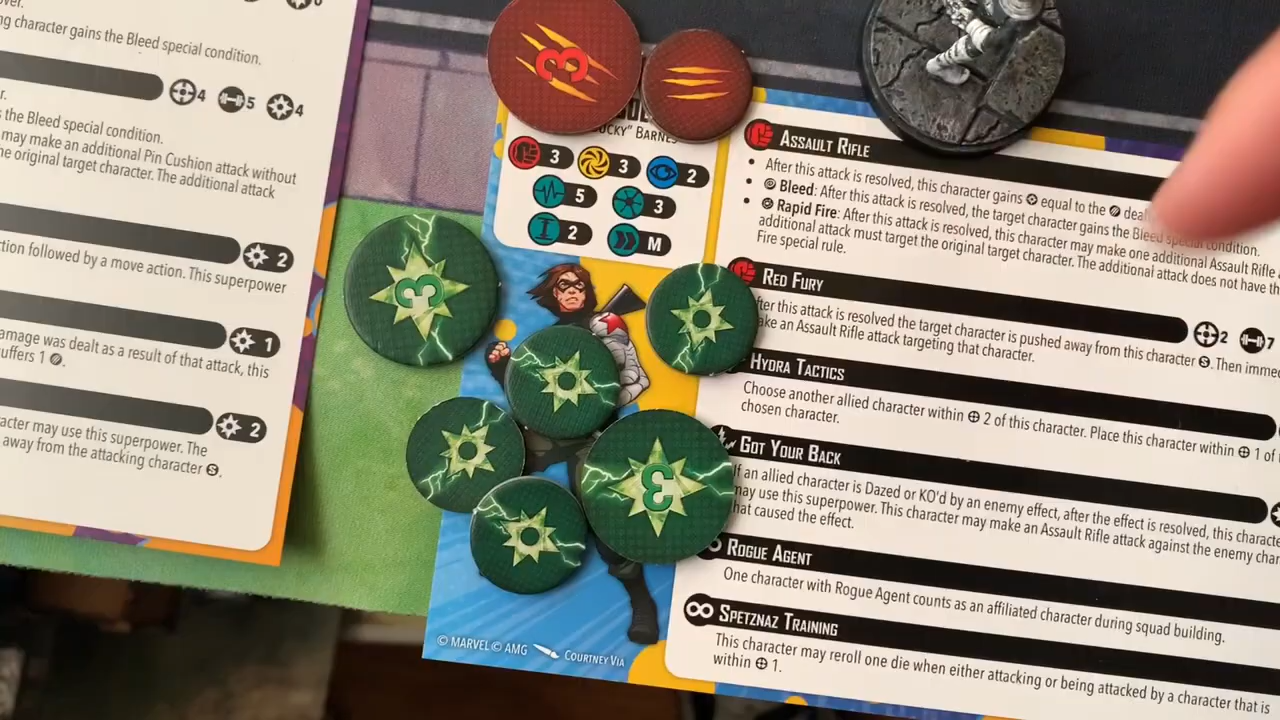 ng character gains the Bleed special condition.
4 5 4
the Bleed special condition.
may make an additional Pin Cushion attack without
e original target character. The additional attack
2
ction followed by a move action. This superpower
1
amage was dealt as a result of that attack, this
uffers 1
2
acter may use this superpower. The
away from the attacking character S.
3
UCKY" BARNES
3 3 2
5 3
2 M
3
3
© MARVEL © AMG COURTNEY VIA
ASSAULT RIFLE
• After this attack is resolved, this character gains equal to the deal
• Bleed: After this attack is resolved, the target character gains the Bleed special condition.
• Rapid Fire: After this attack is resolved, this character may make one additional Assault Rifle
additional attack must target the original target character. The additional attack does not have th
Fire special rule.
RED FURY
2 7
fter this attack is resolved the target character is pushed away from this character S. Then immed
ake an Assault Rifle attack targeting that character.
HYDRA TACTICS
Choose another allied character within 2 of this character. Place this character within 1 of
chosen character.
GOT YOUR BACK
If an allied character is Dazed or KO'd by an enemy effect, after the effect is resolved, this characte
may use this superpower. This character may make an Assault Rifle attack against the enemy char
that caused the effect.
ROGUE AGENT
One character with Rogue Agent counts as an affiliated character during squad building.
SPETZNAZ TRAINING
This character may reroll one die when either attacking or being attacked by a character that is
within 1.